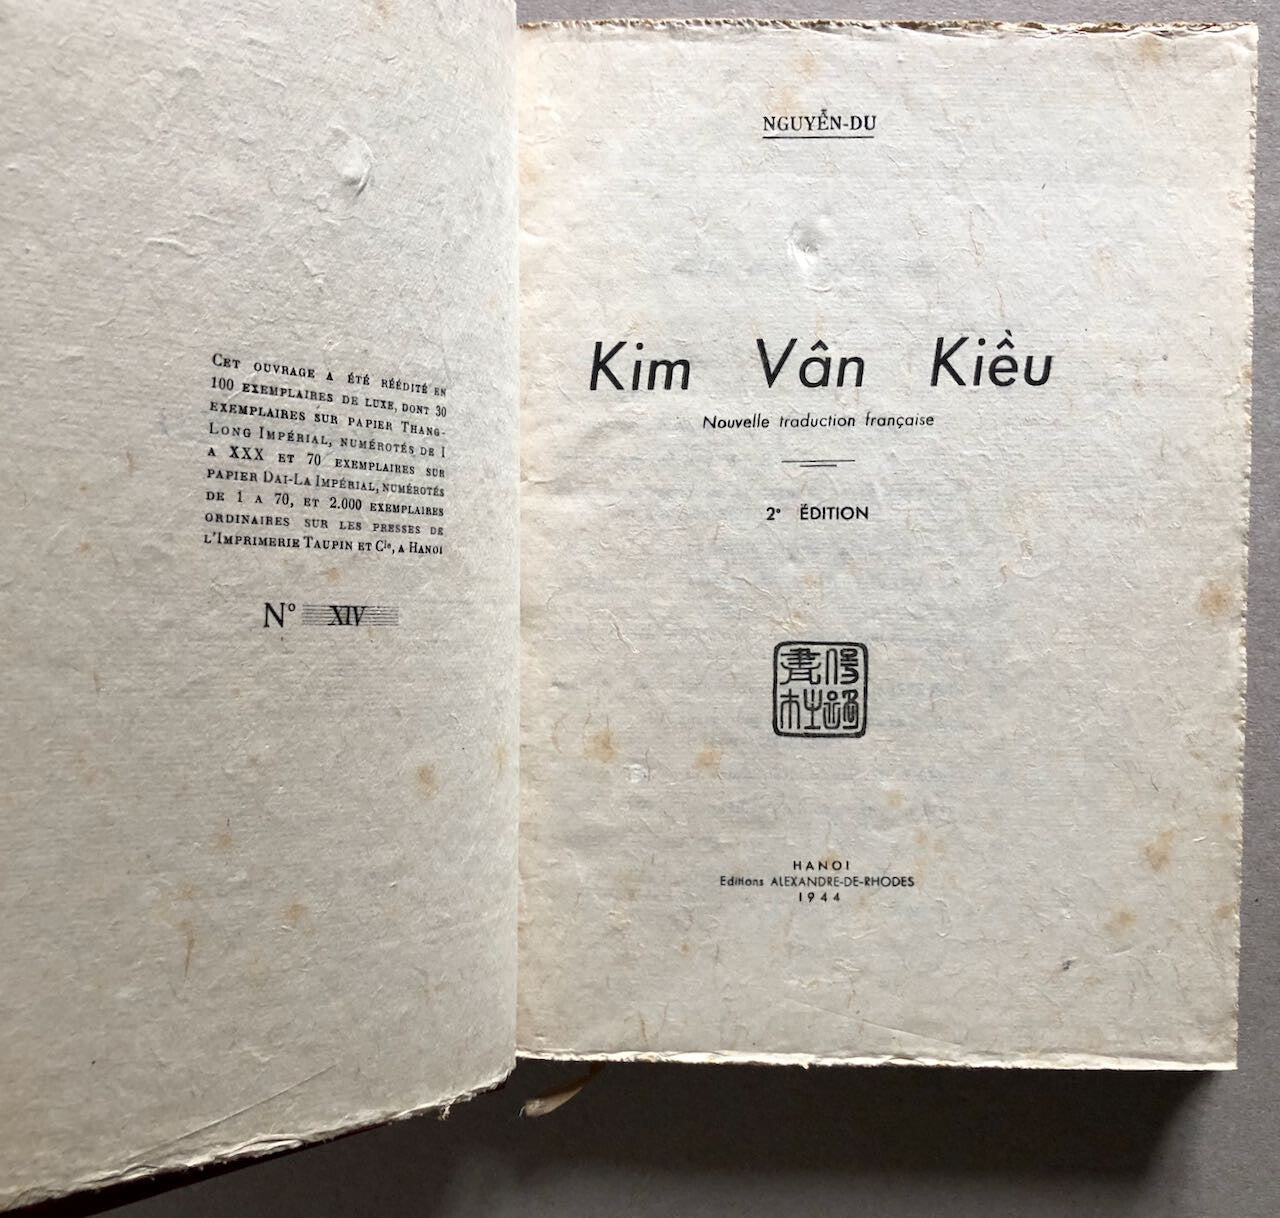 CET OUVRAGE A ÉTÉ RÉÉDITÉ EN
100 EXEMPLAIRES DE LUXE, DONT 30
EXEMPLAIRES SUR PAPIER THANG-
LONG IMPÉRIAL, NUMÉROTÉS DE I
A XXX ET 70 EXEMPLAIRES SUR
PAPIER DAI-LA IMPÉRIAL, NUMÉROTÉS
DE 1 A 70, ET 2.000 EXEMPLAIRES
ORDINAIRES SUR LES PRESSES DE
L'IMPRIMERIE TAUPIN ET Cie, A HANOI
No XIV
NGUYỄN-DU
Kim Vân Kiều
Nouvelle traduction française
2e ÉDITION
HANOI
Editions ALEXANDRE-DE-RHODES
1944